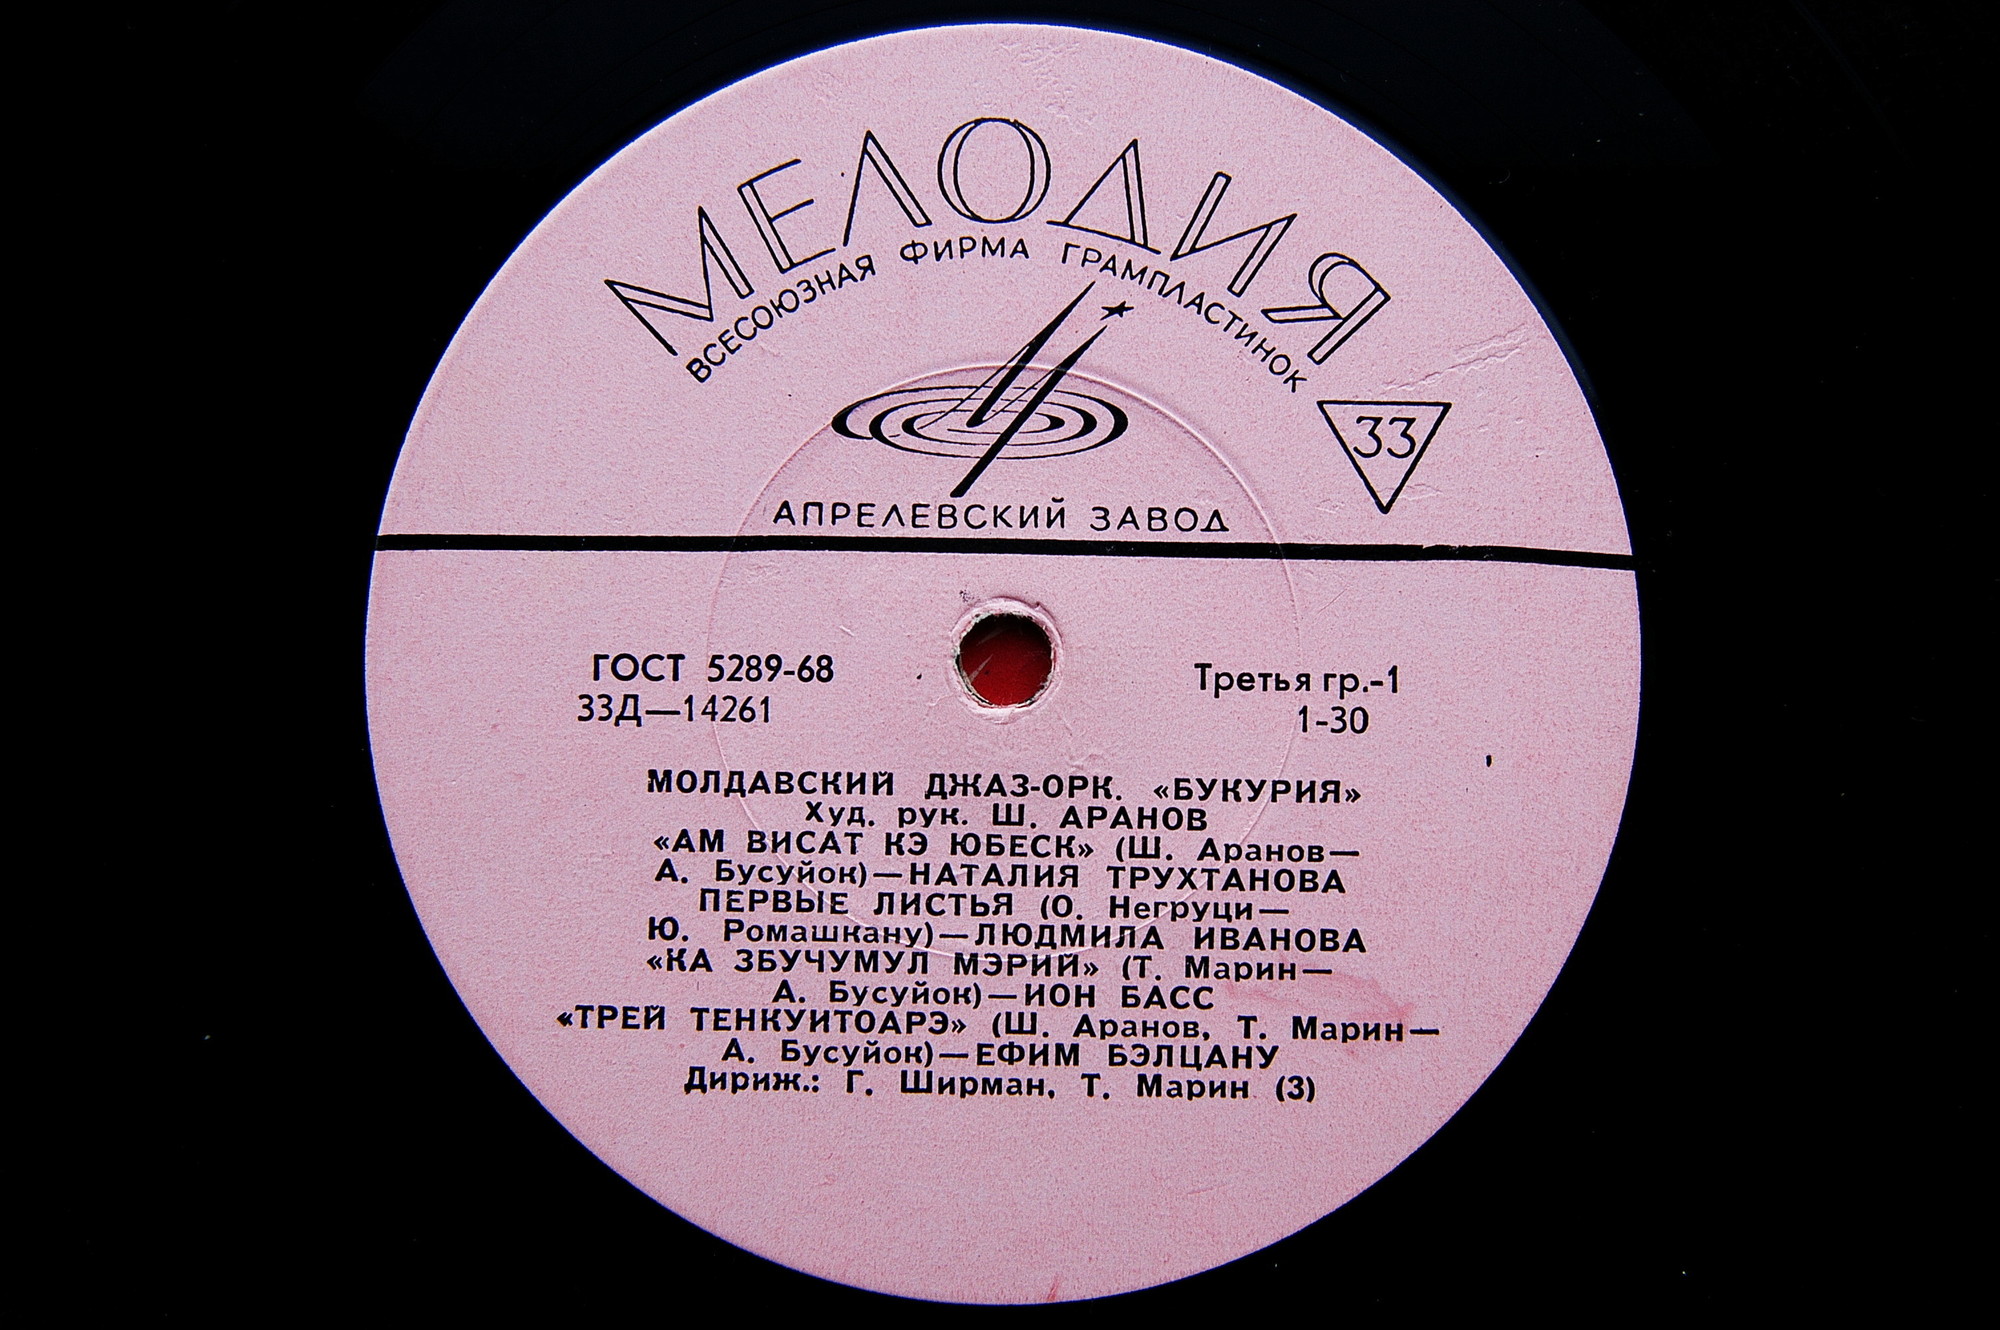 МЕЛОДИЯ
ВСЕСОЮЗНАЯ ФИРМА ГРАМПЛАСТИНОК
33
АПРЕЛЕВСКИЙ ЗАВОД
ГОСТ 5289-68
33Д—14261
Третья гр.-1
1-30
МОЛДАВСКИЙ ДЖАЗ-ОРК. «БУКУРИЯ»
Худ. рук. Ш. АРАНОВ
«АМ ВИСАТ КЭ ЮБЕСК» (Ш. Аранов—
А. Бусуйок)—НАТАЛИЯ ТРУХТАНОВА
ПЕРВЫЕ ЛИСТЬЯ (О. Негруци—
Ю. Ромашкану)—ЛЮДМИЛА ИВАНОВА
«КА ЗБУЧУМУЛ МЭРИЙ» (Т. Марин—
А. Бусуйок)—ИОН БАСС
«ТРЕЙ ТЕНКУИТОАРЭ» (Ш. Аранов, Т. Марин—
А. Бусуйок)—ЕФИМ БЭЛЦАНУ
Дириж.: Г. Ширман, Т. Марин (3)